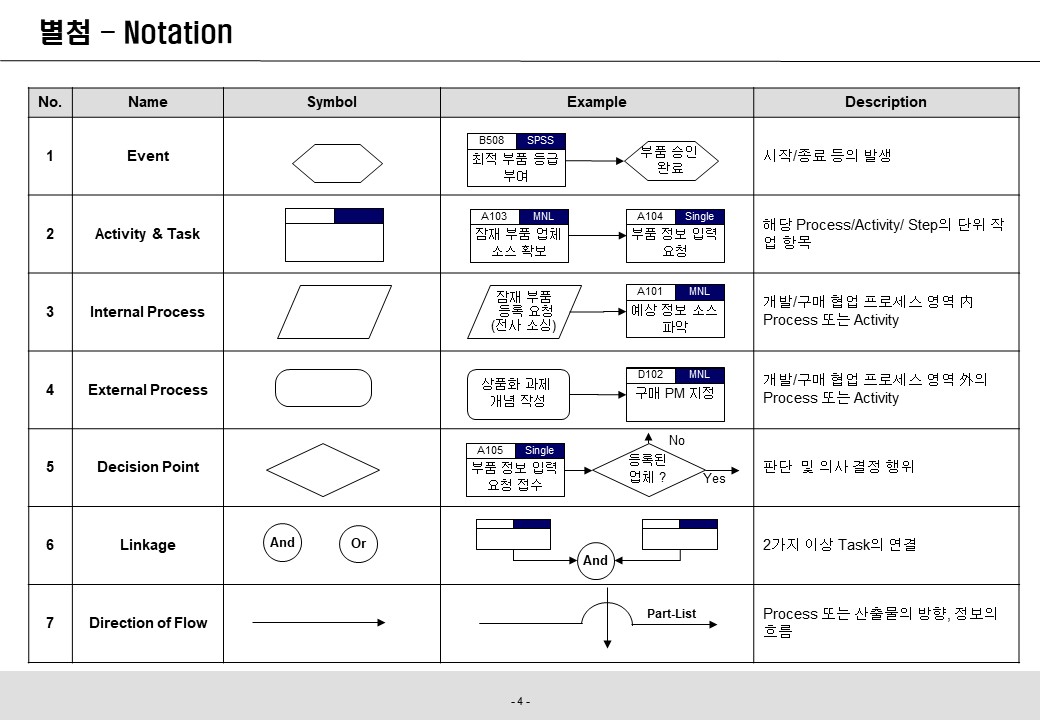 별첨 – Notation
No. Name Symbol Example Description
1 Event
B508 SPSS
최적 부품 등급
부여
부품 승인
완료
시작/종료 등의 발생
2 Activity & Task
A103 MNL
잠재 부품 업체
소스 확보
A104 Single
부품 정보 입력
요청
해당 Process/Activity/ Step의 단위 작
업 항목
3 Internal Process
잠재 부품
등록 요청
(전사 소싱)
A101 MNL
예상 정보 소스
파악
개발/구매 협업 프로세스 영역 內
Process 또는 Activity
4 External Process
상품화 과제
개념 작성
D102 MNL
구매 PM 지정
개발/구매 협업 프로세스 영역 外의
Process 또는 Activity
5 Decision Point
A105 Single
부품 정보 입력
요청 접수
등록된
업체 ?
No
Yes
판단 및 의사 결정 행위
6 Linkage
And Or
And
2가지 이상 Task의 연결
7 Direction of Flow
Part-List
Process 또는 산출물의 방향, 정보의
흐름
- 4 -